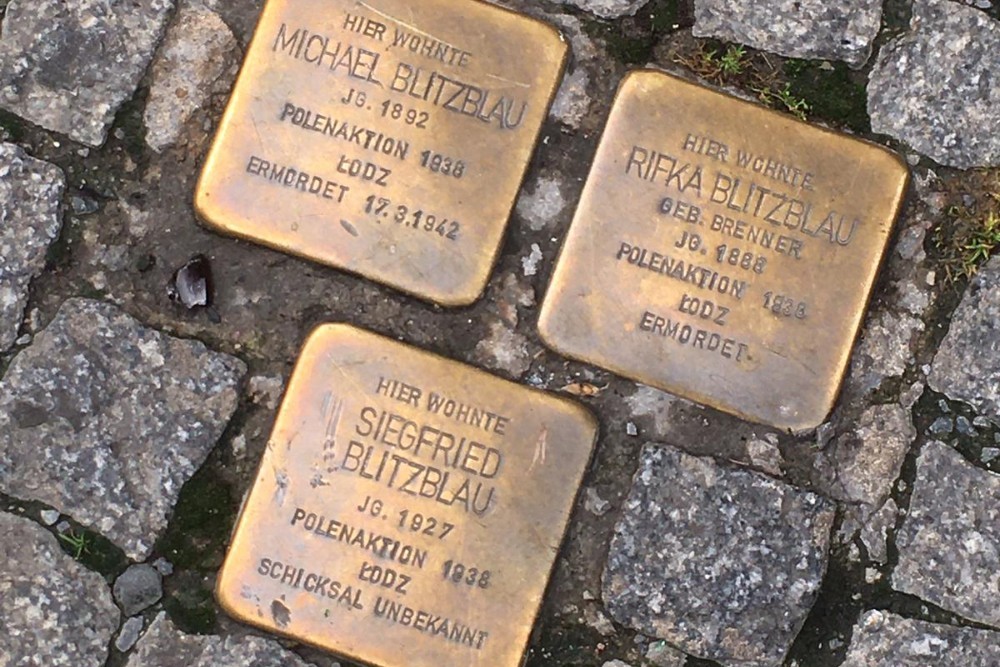 HIER WOHNTE
MICHAEL BLITZBLAU
JG. 1892
POLENAKTION 1938
ŁODZ
ERMORDET 17.3.1942
HIER WOHNTE
RIFKA BLITZBLAU
GEB. BRENNER
JG. 1888
POLENAKTION 1938
ŁODZ
ERMORDET
HIER WOHNTE
SIEGFRIED
BLITZBLAU
JG. 1927
POLENAKTION 1938
ŁODZ
SCHICKSAL UNBEKANNT